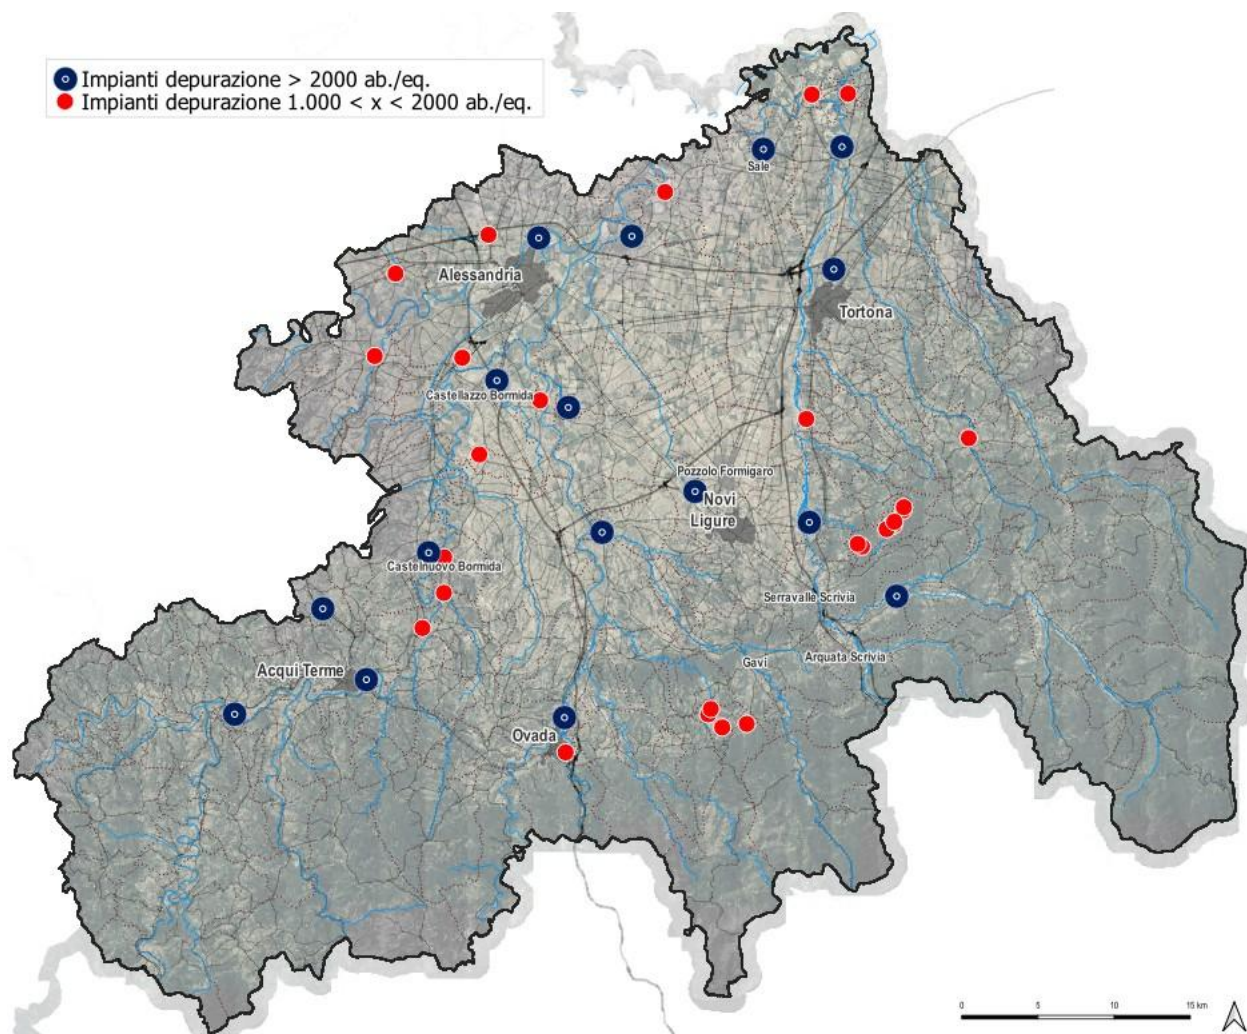 Impianti depurazione > 2000 ab./eq.
Impianti depurazione 1.000 < x < 2000 ab./eq.
Sale
Alessandria
Tortona
Castellazzo Bormida
Pozzolo Formigaro
Novi
Ligure
Castelnuovo Bormida
Serravalle Scrivia
Arquata Scrivia
Gavi
Acqui Terme
Ovada
0 5 10 15 km